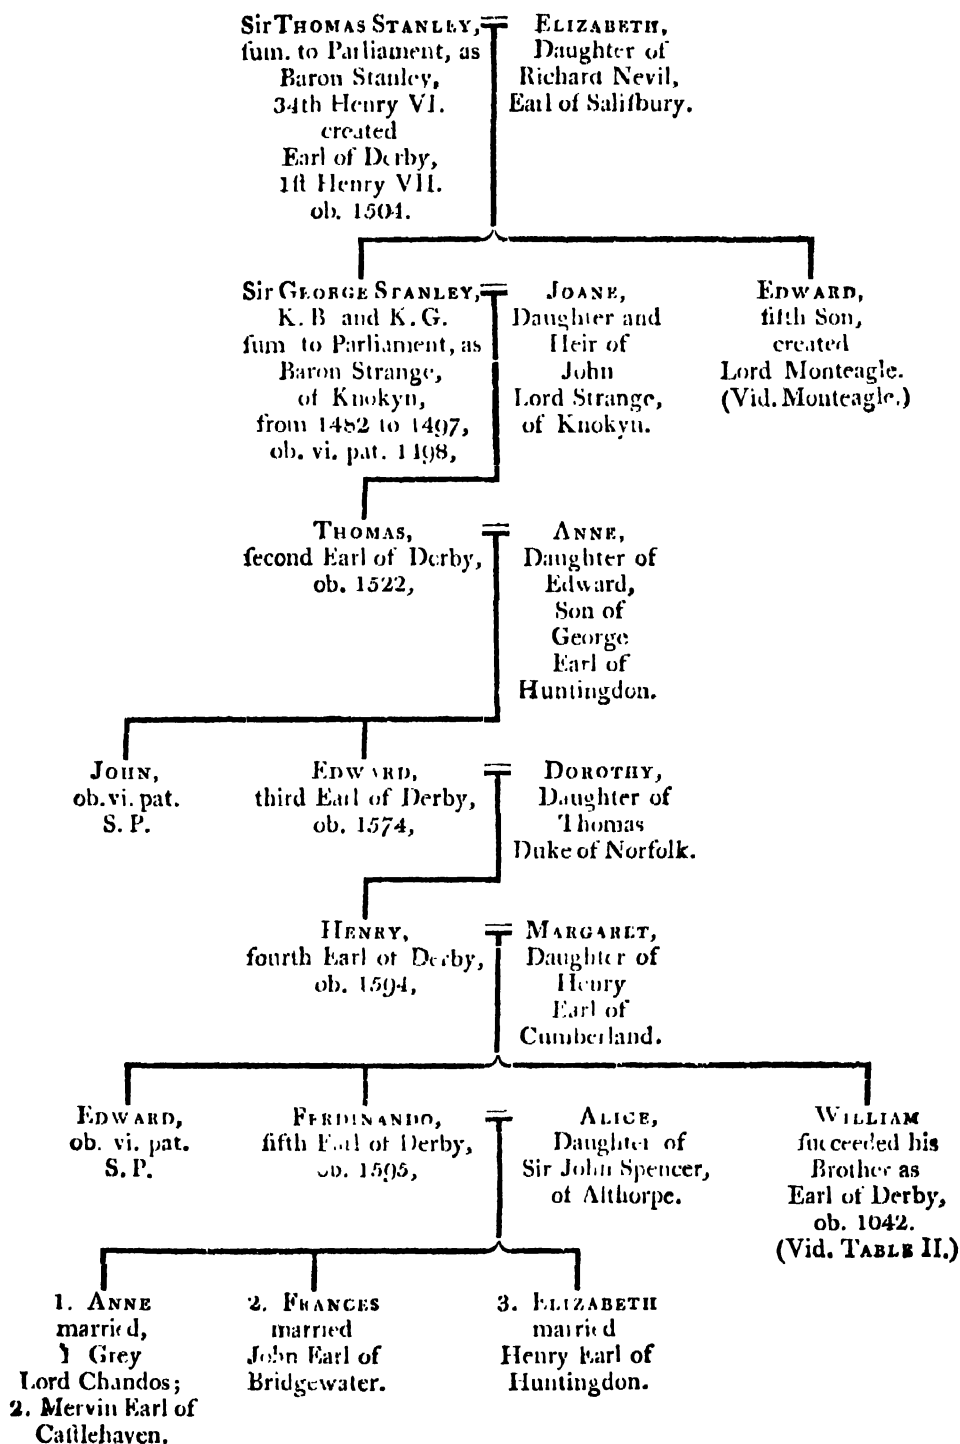 Sir THOMAS STANLEY,
ſum. to Parliament, as
Baron Stanley,
34th Henry VI.
created
Earl of Derby,
1ſt Henry VII.
ob. 1504.
ELIZABETH,
Daughter of
Richard Nevil,
Earl of Saliſbury.
Sir GEORGE STANLEY,
K. B and K. G.
ſum to Parliament, as
Baron Strange,
of Knokyn,
from 1482 to 1497,
ob. vi. pat. 1498,
JOANE,
Daughter and
Heir of
John
Lord Strange,
of Knokyn.
EDWARD,
fifth Son,
created
Lord Monteagle.
(Vid. Monteagle.)
THOMAS,
ſecond Earl of Derby,
ob. 1522,
ANNE,
Daughter of
Edward,
Son of
George
Earl of
Huntingdon.
JOHN,
ob. vi. pat.
S. P.
EDWARD,
third Earl of Derby,
ob. 1574,
DOROTHY,
Daughter of
Thomas
Duke of Norfolk.
HENRY,
fourth Earl of Derby,
ob. 1594,
MARGARET,
Daughter of
Henry
Earl of
Cumberland.
EDWARD,
ob. vi. pat.
S. P.
FERDINANDO,
fifth Earl of Derby,
ob. 1595,
ALICE,
Daughter of
Sir John Spencer,
of Althorpe.
WILLIAM
ſucceeded his
Brother as
Earl of Derby,
ob. 1642.
(Vid. TABLE II.)
1. ANNE
married,
1 Grey
Lord Chandos;
2. Mervin Earl of
Caſtlehaven.
2. FRANCES
married
John Earl of
Bridgewater.
3. ELIZABETH
married
Henry Earl of
Huntingdon.